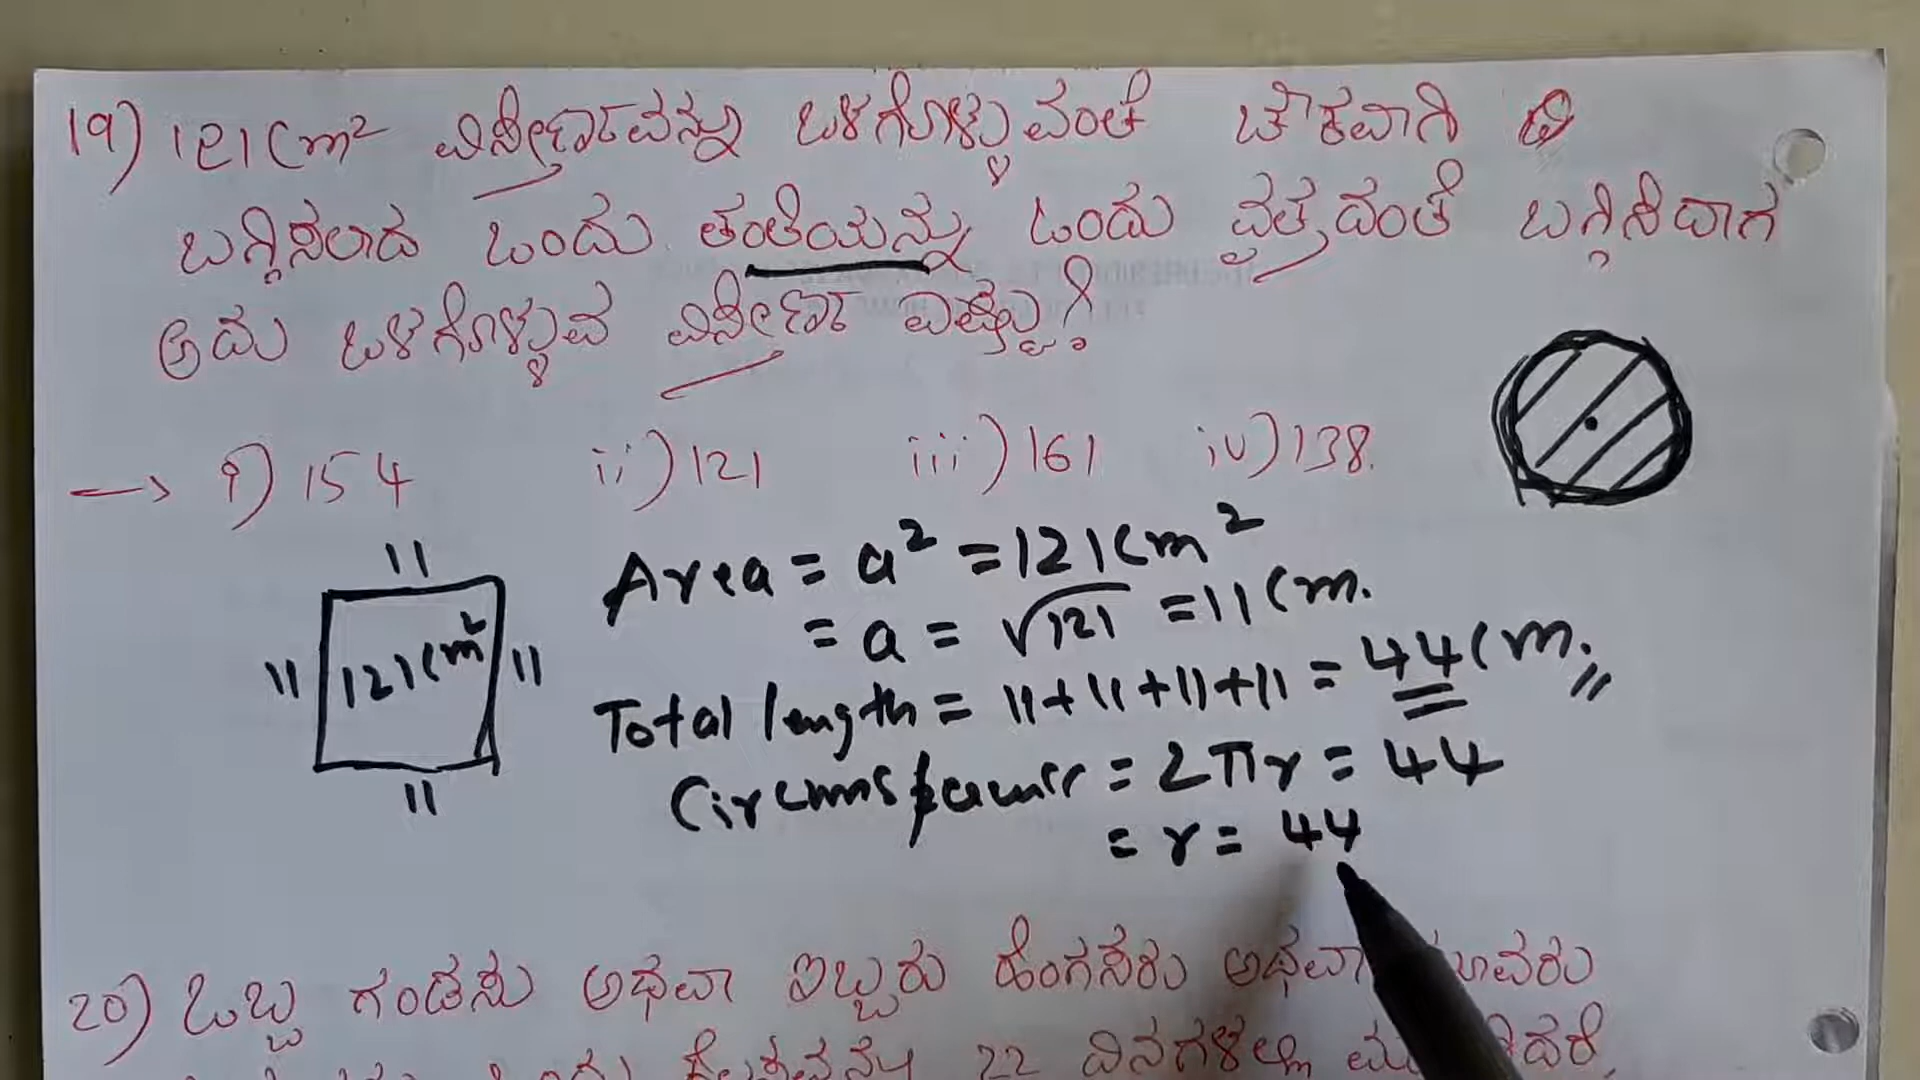 19) 121Cm² ವಿಸ್ತೀರ್ಣವನ್ನು ಒಳಗೊಳ್ಳುವಂತೆ ಚೌಕವಾಗಿ
ಬಗ್ಗಿಸಲಾದ ಒಂದು ತಂತಿಯನ್ನು ಒಂದು ವೃತ್ತದಂತೆ ಬಗ್ಗಿಸಿದಾಗ
ಅದು ಒಳಗೊಳ್ಳುವ ವಿಸ್ತೀರ್ಣ ಎಷ್ಟು?
→ i) 154 ii) 121 iii) 161 iv) 138.
11
11 121Cm² 11
11
Area = a² = 121Cm²
= a = √121 = 11Cm.
Total length = 11+11+11+11 = 44Cm.
= 2πr = 44
= r = 44
20) ಒಬ್ಬ ಗಂಡಸು ಅಥವಾ ಇಬ್ಬರು ಹೆಂಗಸರು ಅಥವಾ
22 ದಿನಗಳಲ್ಲಿ